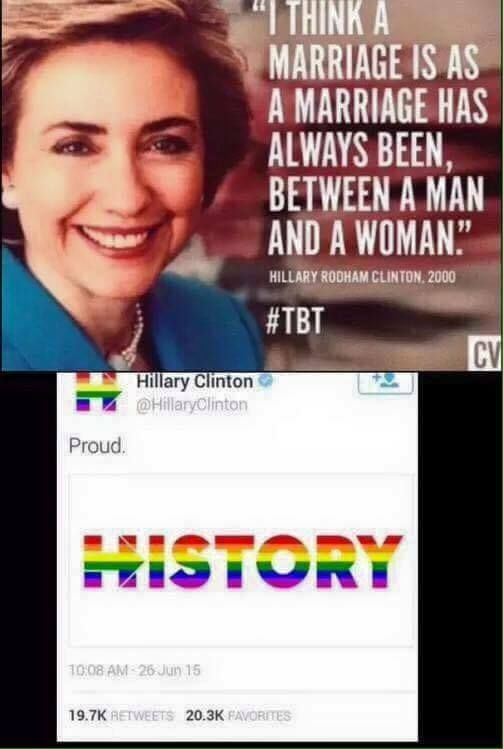 "I THINK A
MARRIAGE IS AS
A MARRIAGE HAS
ALWAYS BEEN,
BETWEEN A MAN
AND A WOMAN."
HILLARY RODHAM CLINTON, 2000
#TBT
CV
Hillary Clinton
@HillaryClinton
Proud.
HISTORY
10:08 AM - 26 Jun 15
19.7K RETWEETS 20.3K FAVORITES